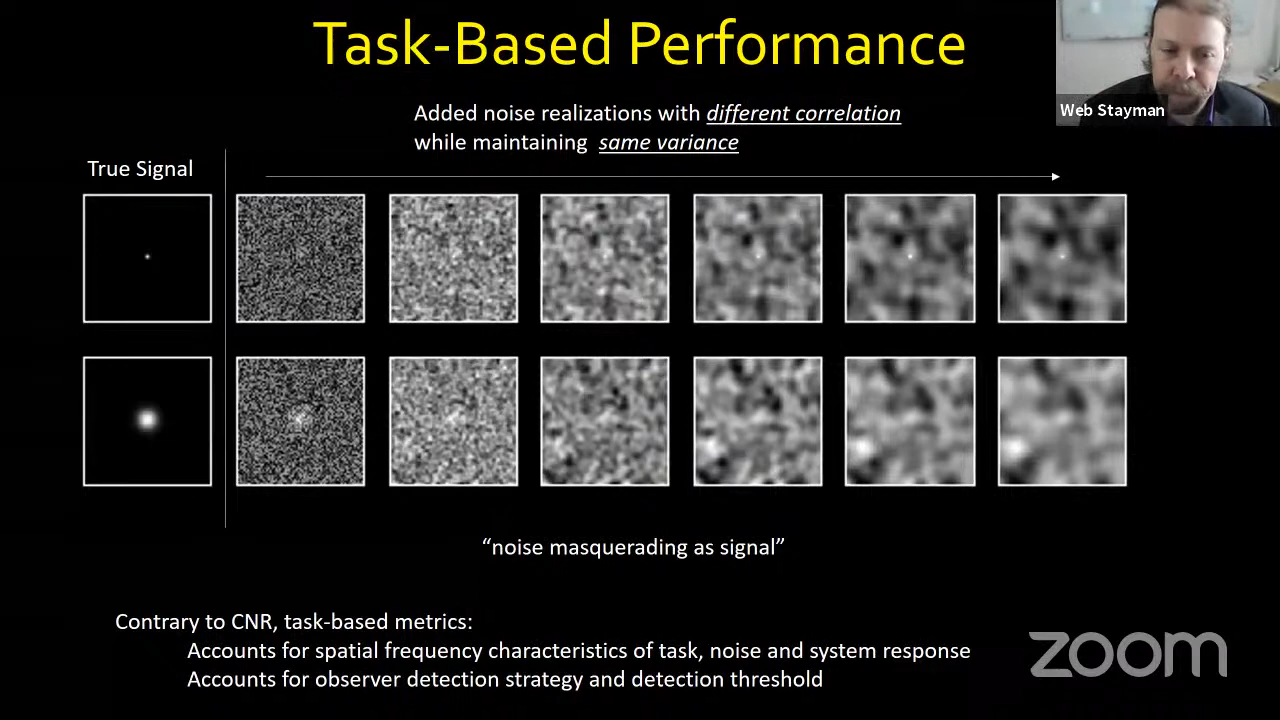 Task-Based Performance
Web Stayman
Added noise realizations with different correlation
while maintaining same variance
True Signal
“noise masquerading as signal”
Contrary to CNR, task-based metrics:
Accounts for spatial frequency characteristics of task, noise and system response
Accounts for observer detection strategy and detection threshold
zoom